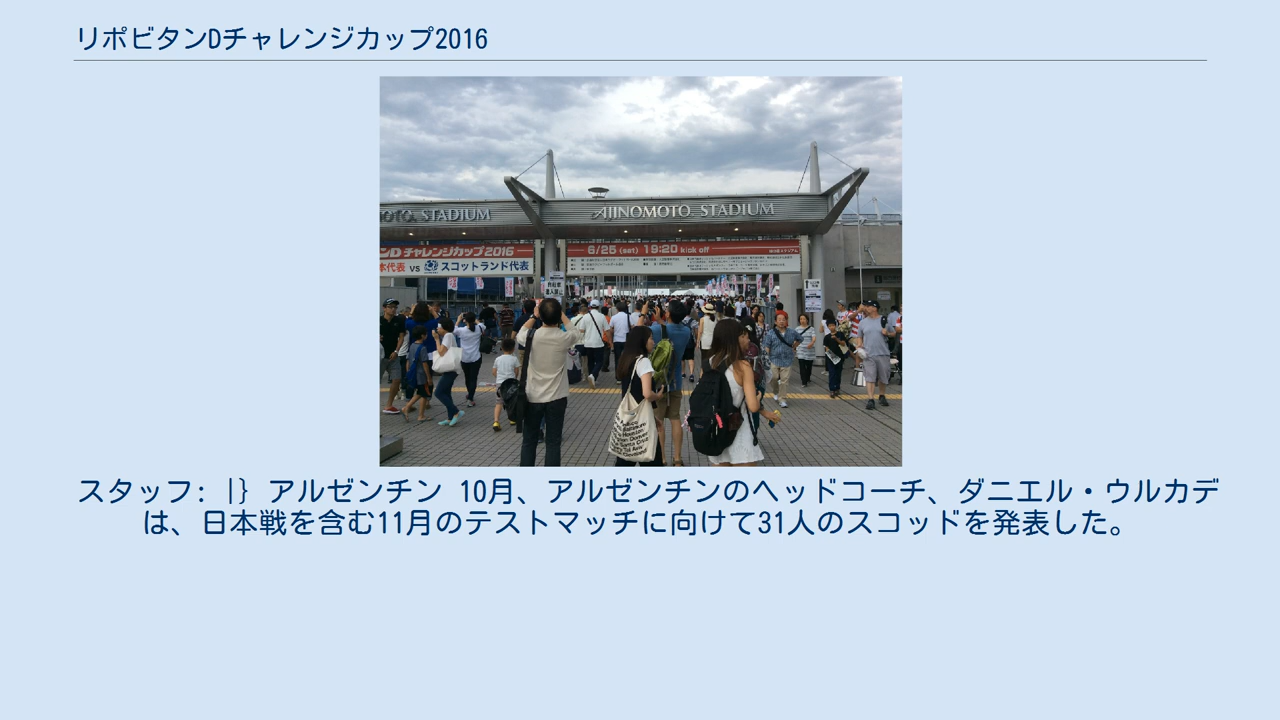 リポビタンDチャレンジカップ2016
OTO STADIUM
AJINOMOTO STADIUM
ンD チャレンジカップ2016
6/25 (sat) 19:20 kick off
本代表 VS スコットランド代表
スタッフ: |} アルゼンチン 10月、アルゼンチンのヘッドコーチ、ダニエル・ウルカデ
は、日本戦を含む11月のテストマッチに向けて31人のスコッドを発表した。